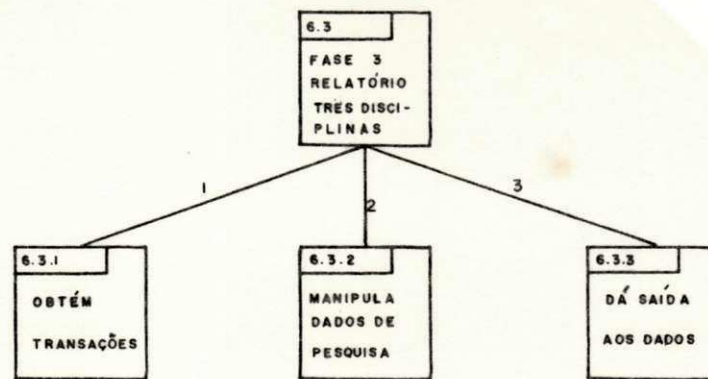 6.3
FASE 3
RELATÓRIO
TRES DISCI-
PLINAS
1
2
3
6.3.1
OBTÉM
TRANSAÇÕES
6.3.2
MANIPULA
DADOS DE
PESQUISA
6.3.3
DÁ SAÍDA
AOS DADOS